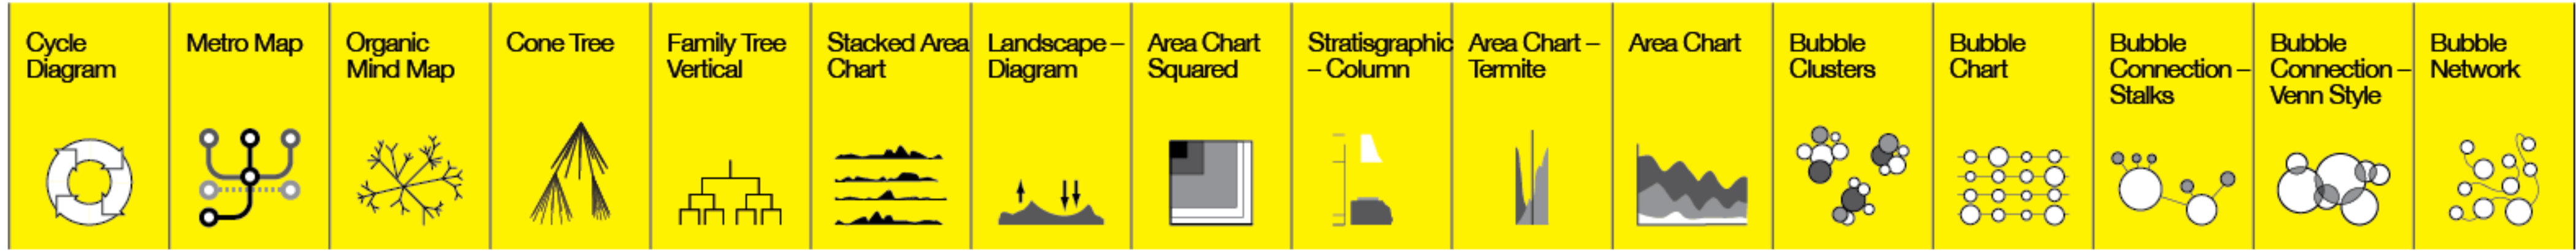 Cycle
Diagram
Metro Map
Organic
Mind Map
Cone Tree
Family Tree
Vertical
Stacked Area
Chart
Landscape –
Diagram
Area Chart
Squared
Stratisgraphic
– Column
Area Chart –
Termite
Area Chart
Bubble
Clusters
Bubble
Chart
Bubble
Connection –
Stalks
Bubble
Connection –
Venn Style
Bubble
Network